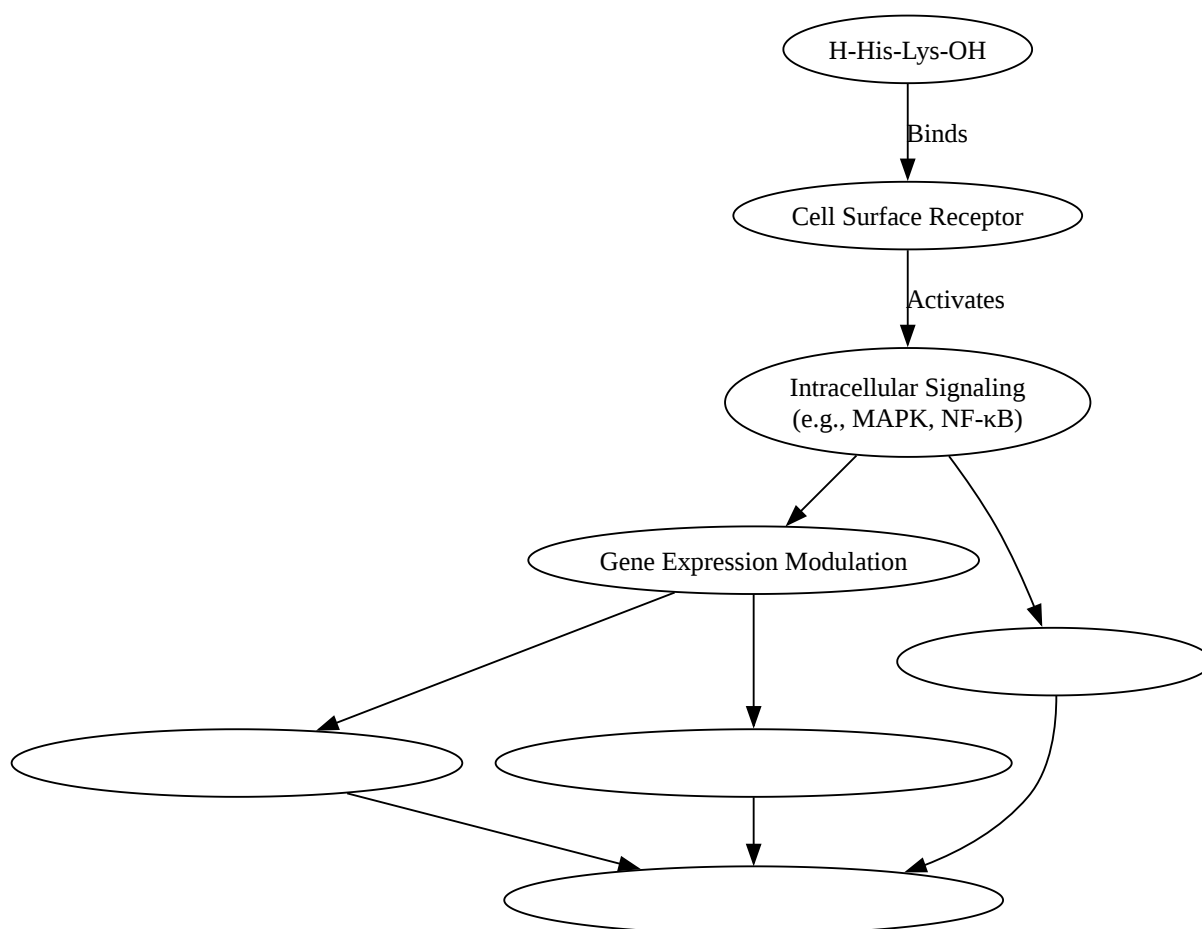 H-His-Lys-OH
Binds
Cell Surface Receptor
Activates
Intracellular Signaling
(e.g., MAPK, NF-κB)
Gene Expression Modulation